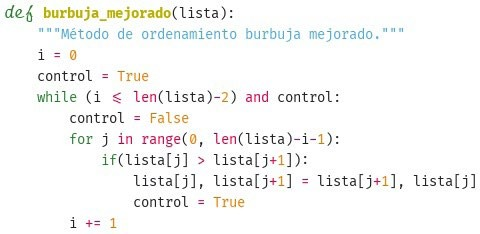 def burbuja_mejorado(lista):
    """Método de ordenamiento burbuja mejorado."""
    i = 0
    control = True
    while (i <= len(lista)-2) and control:
        control = False
        for j in range(0, len(lista)-i-1):
            if(lista[j] > lista[j+1]):
                lista[j], lista[j+1] = lista[j+1], lista[j]
                control = True
        i += 1